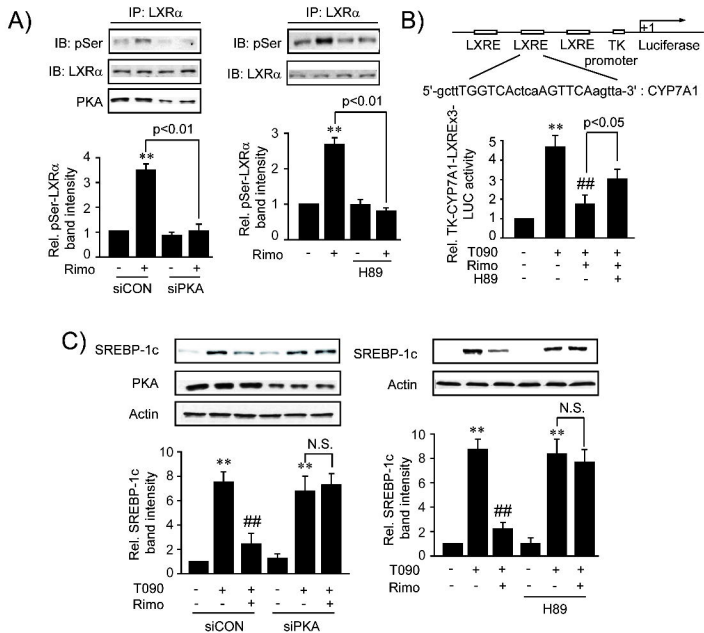 A)
IP: LXRα
IB: pSer
IB: LXRα
PKA
p<0.01
**
Rel. pSer-LXRα
band intensity
4
3
2
1
0
Rimo - + - +
siCON siPKA
IP: LXRα
IB: pSer
IB: LXRα
p<0.01
**
Rel. pSer-LXRα
band intensity
4
3
2
1
0
Rimo - + - +
H89
B)
+1
LXRE LXRE LXRE TK
promoter
Luciferase
5'-gcttTGGTCActcaAGTTCAagtta-3' : CYP7A1
p<0.05
**
##
Rel. TK-CYP7A1-LXREx3-
LUC activity
5
4
3
2
1
0
T090 - + + +
Rimo - - + +
H89 - - - +
C)
SREBP-1c
PKA
Actin
N.S.
** ## **
Rel. SREBP-1c
band intensity
10
8
6
4
2
0
T090 - + + - + +
Rimo - - + - - +
siCON siPKA
SREBP-1c
Actin
N.S.
** ## **
Rel. SREBP-1c
band intensity
10
8
6
4
2
0
T090 - + + - + +
Rimo - - + - - +
H89